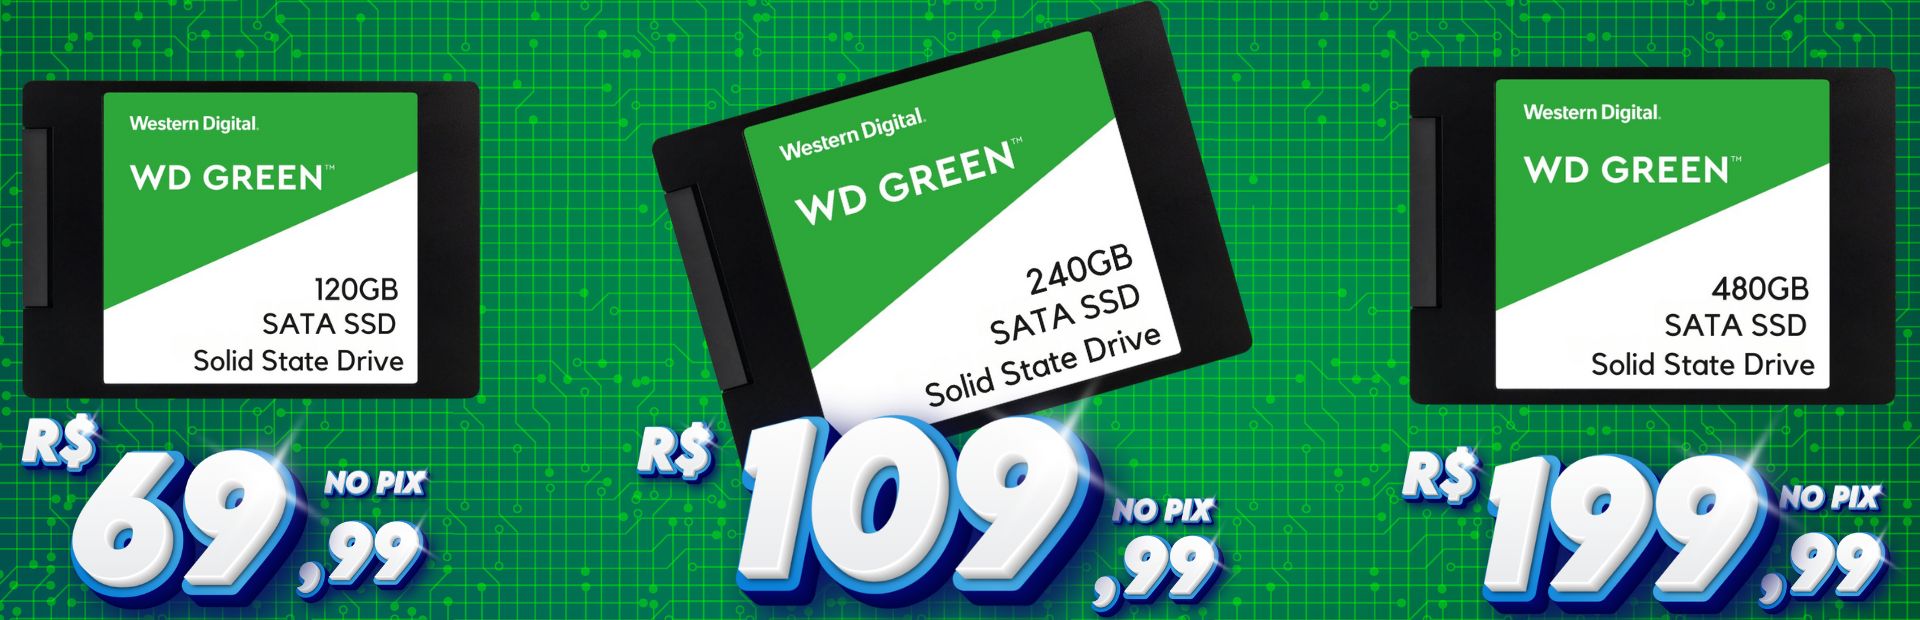 Western Digital.
WD GREEN™
120GB
SATA SSD
Solid State Drive
R$ 69,99
NO PIX
Western Digital.
WD GREEN™
240GB
SATA SSD
Solid State Drive
R$ 109,99
NO PIX
Western Digital.
WD GREEN™
480GB
SATA SSD
Solid State Drive
R$ 199,99
NO PIX